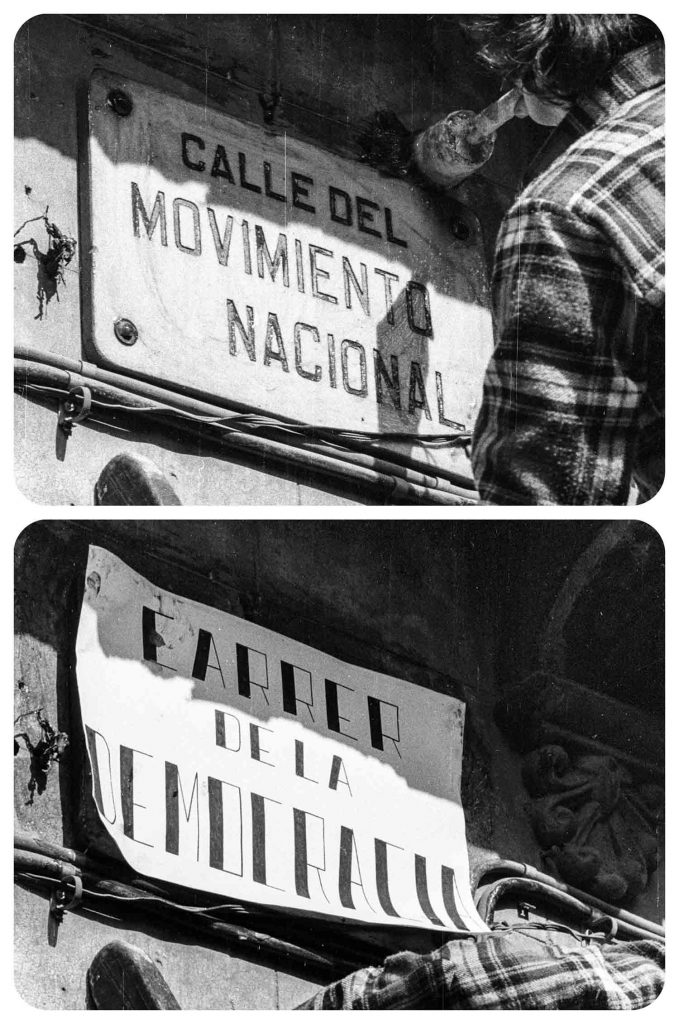 CALLE DEL
MOVIMIENTO
NACIONAL
CARRER
DE LA
DEMOCRACIA